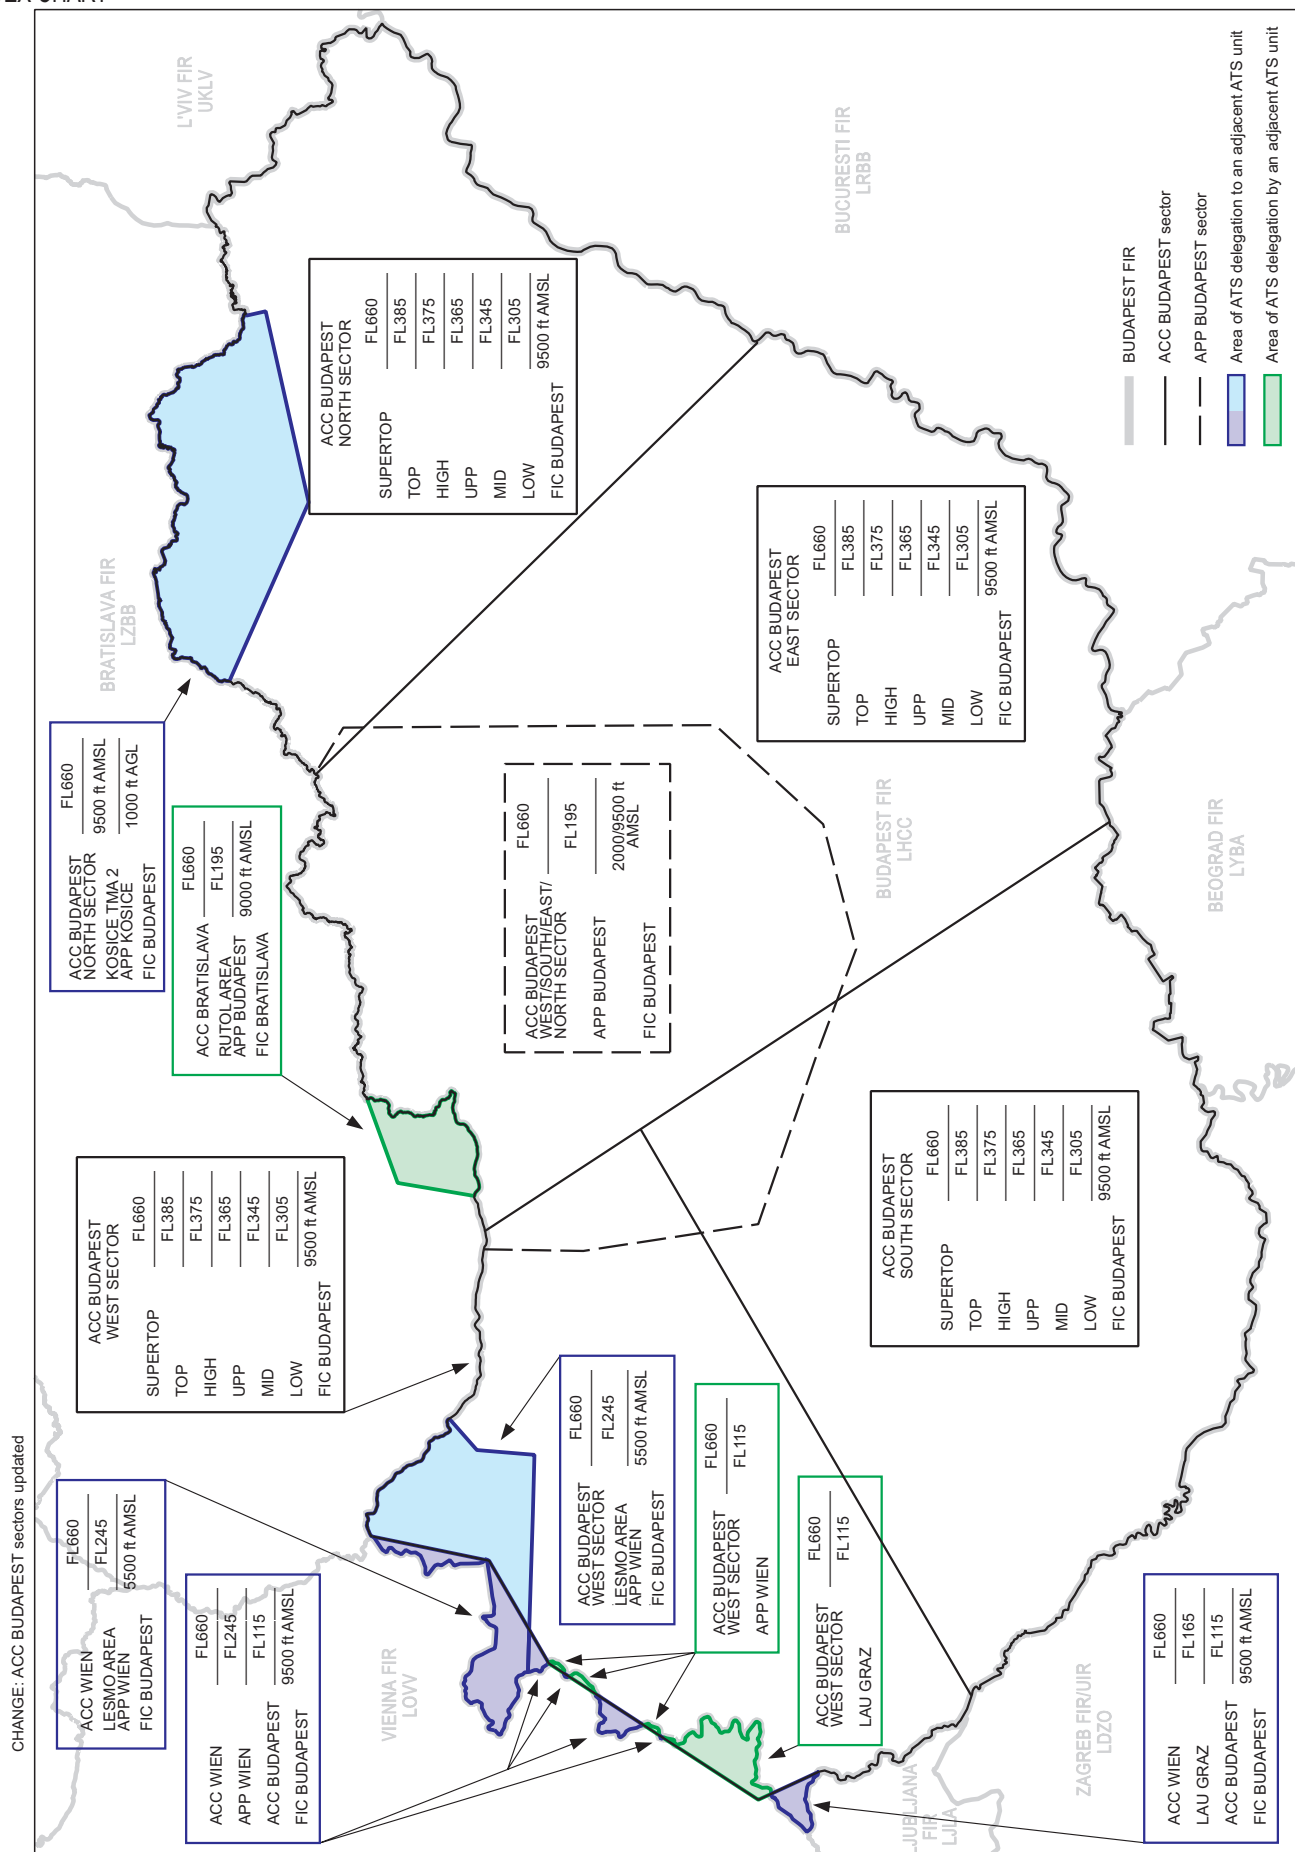 EX CHART
CHANGE: ACC BUDAPEST sectors updated
L'VIV FIR
UKLV
BUCURESTI FIR
LRBB
BRATISLAVA FIR
LZBB
BUDAPEST FIR
LHCC
BEOGRAD FIR
LYBA
VIENNA FIR
LOVV
ZAGREB FIR/UIR
LDZO
LJUBLJANA
FIR
LJLA
ACC WIEN
FL660
FL245
LESMO AREA
APP WIEN
5500 ft AMSL
FIC BUDAPEST
ACC WIEN
FL660
FL245
APP WIEN
FL115
ACC BUDAPEST
9500 ft AMSL
FIC BUDAPEST
ACC BUDAPEST
WEST SECTOR
FL660
SUPERTOP
FL385
TOP
FL375
HIGH
FL365
UPP
FL345
MID
FL305
LOW
9500 ft AMSL
FIC BUDAPEST
FL660
ACC BUDAPEST
NORTH SECTOR
9500 ft AMSL
KOSICE TMA 2
APP KOSICE
1000 ft AGL
FIC BUDAPEST
FL660
ACC BRATISLAVA
FL195
RUTOL AREA
APP BUDAPEST
9000 ft AMSL
FIC BRATISLAVA
ACC BUDAPEST
NORTH SECTOR
FL660
SUPERTOP
FL385
TOP
FL375
HIGH
FL365
UPP
FL345
MID
FL305
LOW
9500 ft AMSL
FIC BUDAPEST
FL660
ACC BUDAPEST
WEST/SOUTH/EAST/
NORTH SECTOR
FL195
APP BUDAPEST
2000/9500 ft
AMSL
FIC BUDAPEST
ACC BUDAPEST
EAST SECTOR
FL660
SUPERTOP
FL385
TOP
FL375
HIGH
FL365
UPP
FL345
MID
FL305
LOW
9500 ft AMSL
FIC BUDAPEST
ACC BUDAPEST
SOUTH SECTOR
FL660
SUPERTOP
FL385
TOP
FL375
HIGH
FL365
UPP
FL345
MID
FL305
LOW
9500 ft AMSL
FIC BUDAPEST
FL660
ACC BUDAPEST
WEST SECTOR
FL245
LESMO AREA
APP WIEN
5500 ft AMSL
FIC BUDAPEST
FL660
ACC BUDAPEST
WEST SECTOR
FL115
APP WIEN
FL660
ACC BUDAPEST
WEST SECTOR
FL115
LAU GRAZ
FL660
ACC WIEN
FL165
LAU GRAZ
FL115
ACC BUDAPEST
9500 ft AMSL
FIC BUDAPEST
BUDAPEST FIR
ACC BUDAPEST sector
APP BUDAPEST sector
Area of ATS delegation to an adjacent ATS unit
Area of ATS delegation by an adjacent ATS unit